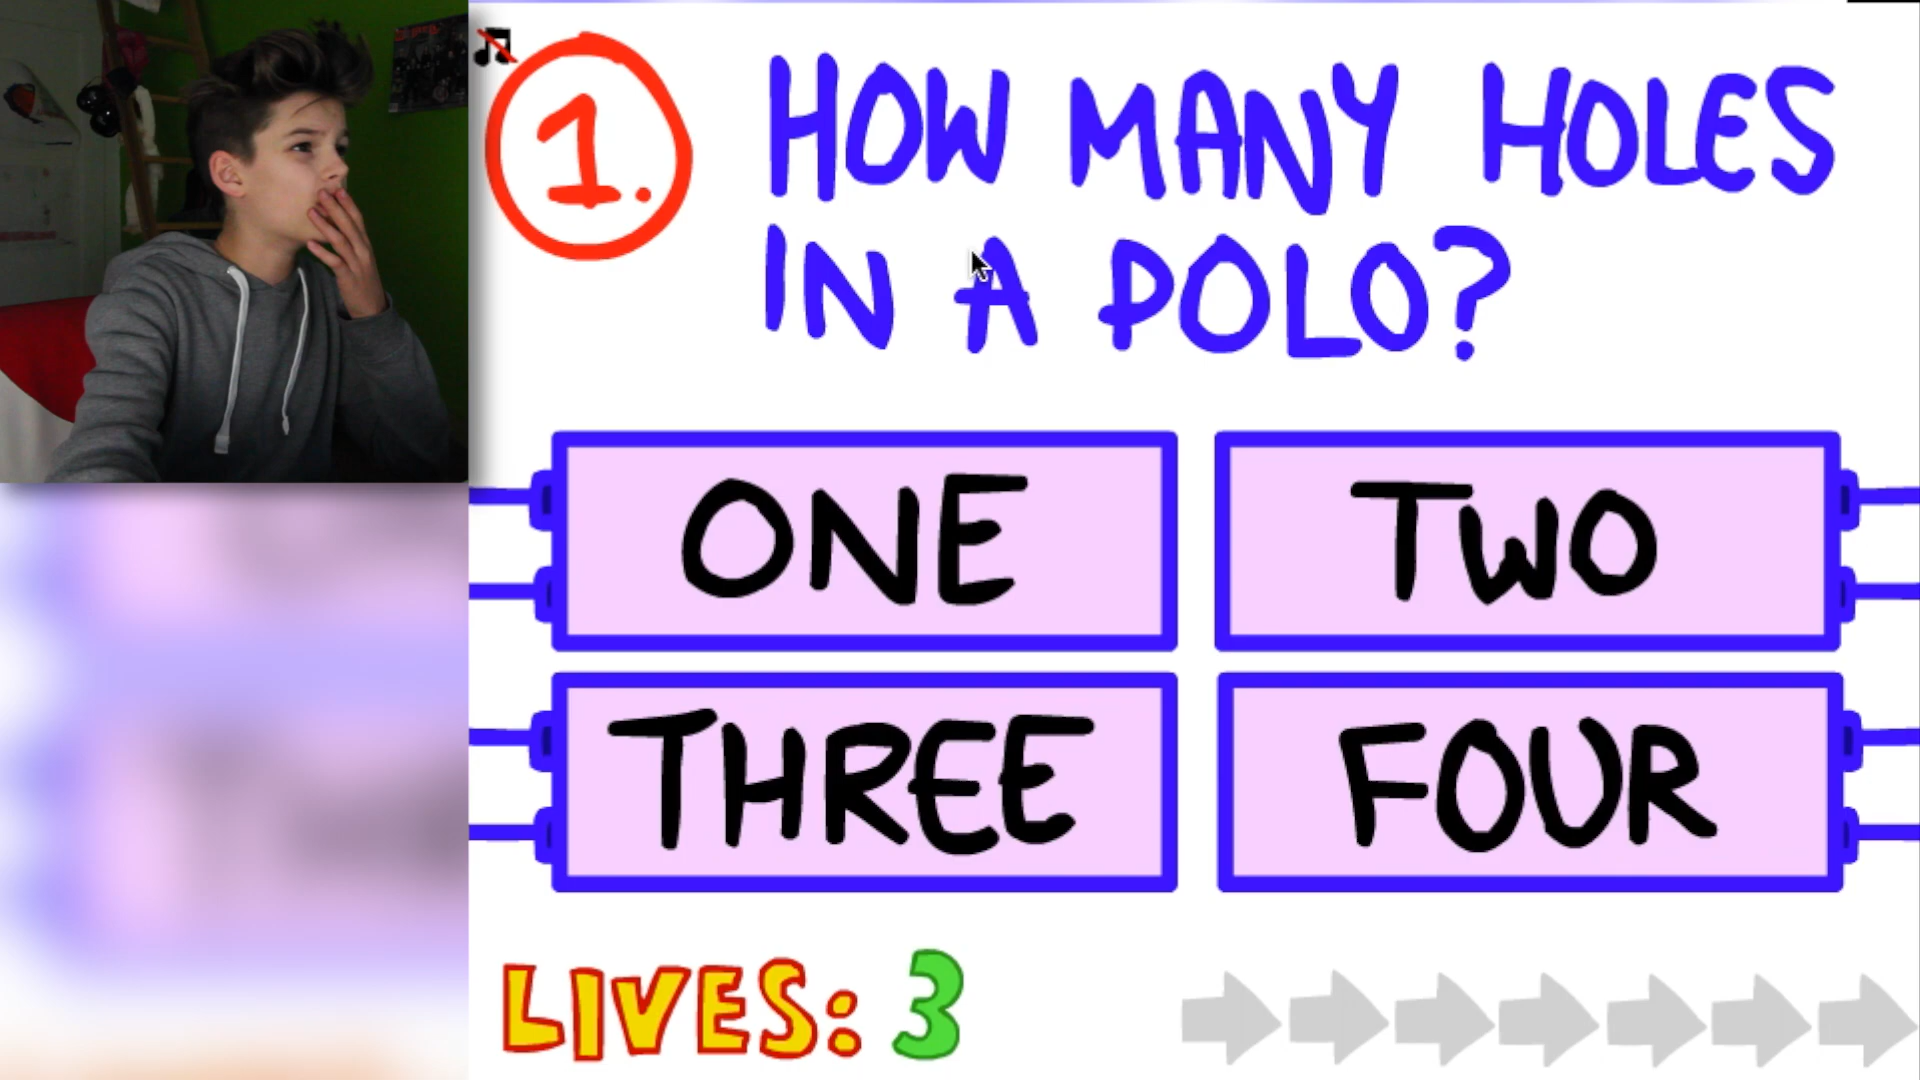 1. HOW MANY HOLES
IN A POLO?
ONE TWO
THREE FOUR
LIVES: 3